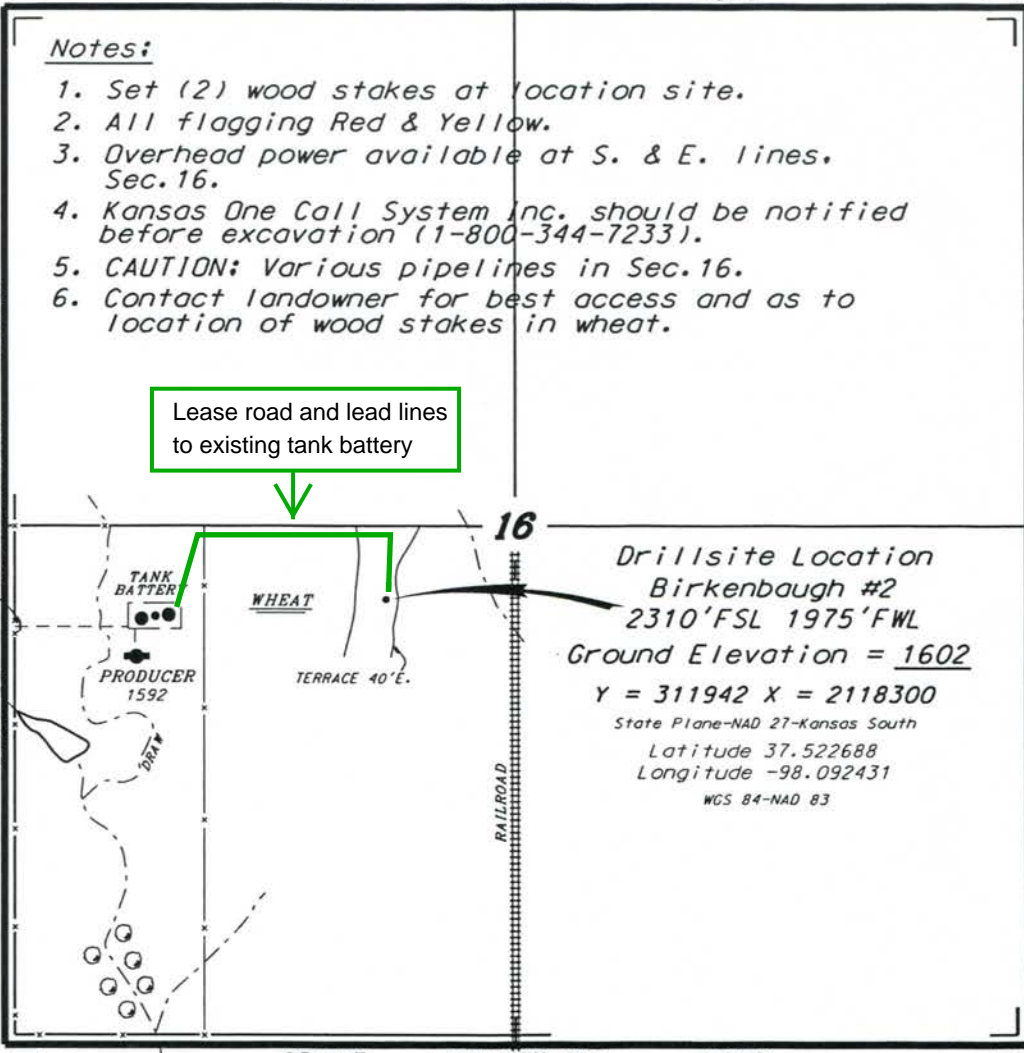 Notes:
1. Set (2) wood stakes at location site.
2. All flagging Red & Yellow.
3. Overhead power available at S. & E. lines.
Sec. 16.
4. Kansas One Call System Inc. should be notified
before excavation (1-800-344-7233).
5. CAUTION: Various pipelines in Sec. 16.
6. Contact landowner for best access and as to
location of wood stakes in wheat.
Lease road and lead lines
to existing tank battery
16
TANK
BATTERY
WHEAT
PRODUCER
1592
TERRACE 40'E.
DRAW
RAILROAD
Drillsite Location
Birkenbaugh #2
2310'FSL 1975'FWL
Ground Elevation = 1602
Y = 311942 X = 2118300
State Plane-NAD 27-Kansas South
Latitude 37.522688
Longitude -98.092431
WGS 84-NAD 83